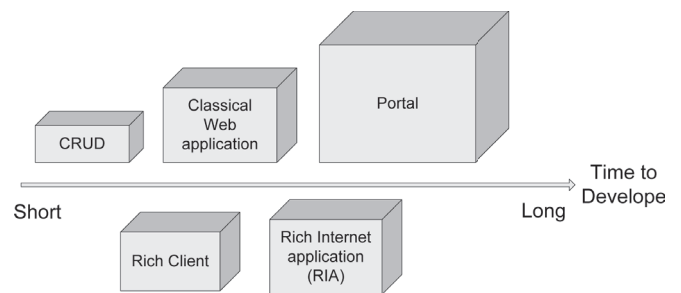 CRUD
Classical
Web
application
Portal
Time to
Develope
Short
Long
Rich Client
Rich Internet
application
(RIA)